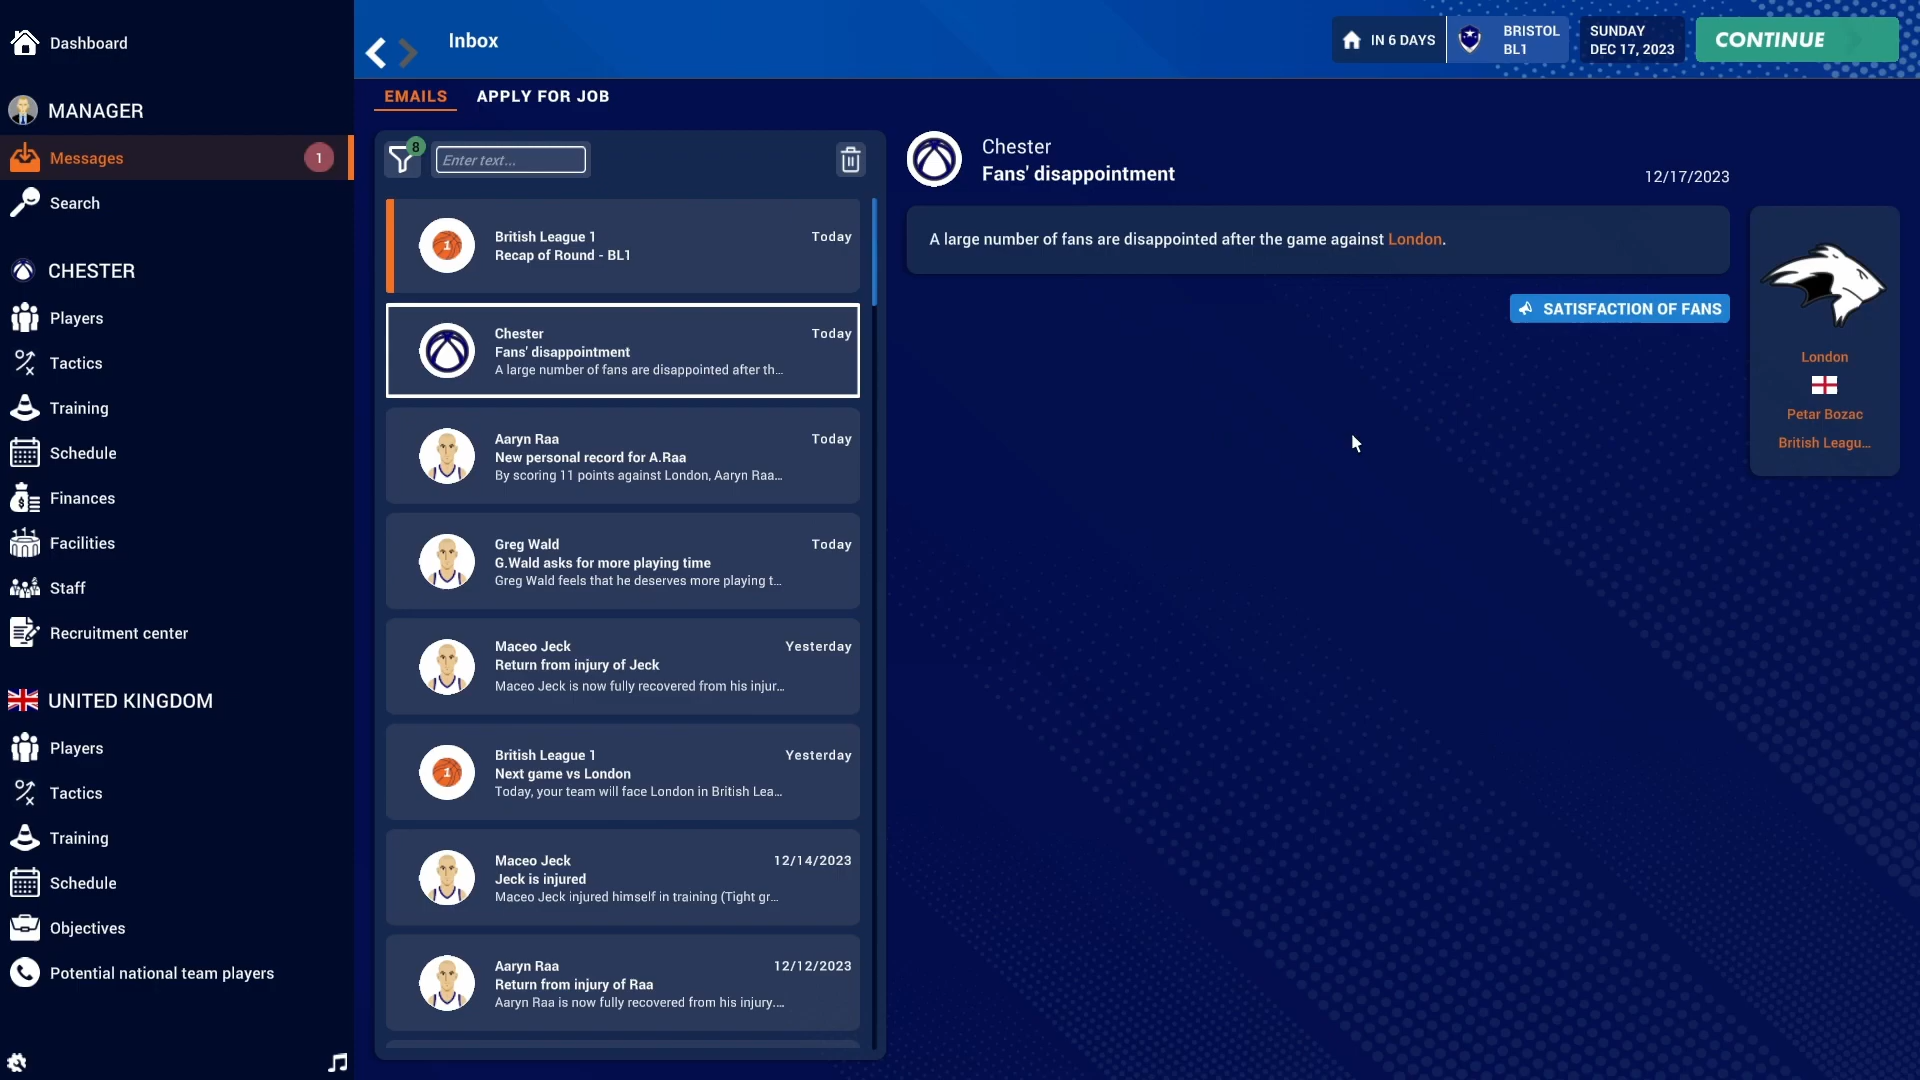 Dashboard
MANAGER
Messages
1
Search
CHESTER
Players
Tactics
Training
Schedule
Finances
Facilities
Staff
Recruitment center
UNITED KINGDOM
Players
Tactics
Training
Schedule
Objectives
Potential national team players
Inbox
IN 6 DAYS
BRISTOL
BL1
SUNDAY
DEC 17, 2023
CONTINUE
EMAILS
APPLY FOR JOB
8
Enter text...
1
British League 1
Today
Recap of Round - BL1
Chester
Today
Fans' disappointment
A large number of fans are disappointed after th...
Aaryn Raa
Today
New personal record for A.Raa
By scoring 11 points against London, Aaryn Raa...
Greg Wald
Today
G.Wald asks for more playing time
Greg Wald feels that he deserves more playing t...
Maceo Jeck
Yesterday
Return from injury of Jeck
Maceo Jeck is now fully recovered from his injur...
1
British League 1
Yesterday
Next game vs London
Today, your team will face London in British Lea...
Maceo Jeck
12/14/2023
Jeck is injured
Maceo Jeck injured himself in training (Tight gr...
Aaryn Raa
12/12/2023
Return from injury of Raa
Aaryn Raa is now fully recovered from his injury....
Chester
Fans' disappointment
12/17/2023
A large number of fans are disappointed after the game against London.
SATISFACTION OF FANS
London
Petar Bozac
British Leagu...